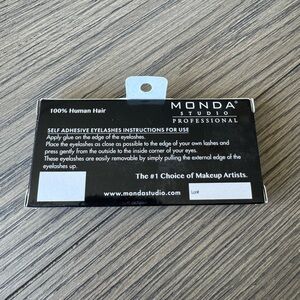 100% Human Hair
MONDA®
STUDIO
PROFESSIONAL
SELF ADHESIVE EYELASHES INSTRUCTIONS FOR USE
Apply glue on the edge of the eyelashes.
Place the eyelashes as close as possible to the edge of your own lashes and
press gently from the outside to the inside corner of your eyes.
These eyelashes are easily removable by simply pulling the external edge of the
eyelashes up.
The #1 Choice of Makeup Artists.
www.mondastudio.com
Lot#